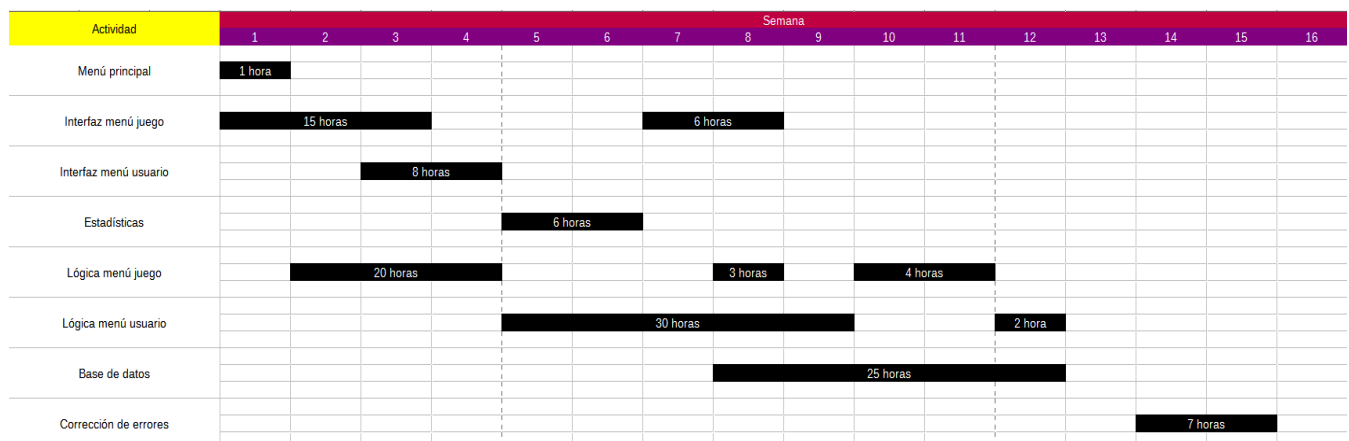 Actividad
Semana
1 2 3 4 5 6 7 8 9 10 11 12 13 14 15 16
Menú principal 1 hora
Interfaz menú juego 15 horas 6 horas
Interfaz menú usuario 8 horas
Estadísticas 6 horas
Lógica menú juego 20 horas 3 horas 4 horas
Lógica menú usuario 30 horas 2 hora
Base de datos 25 horas
Corrección de errores 7 horas